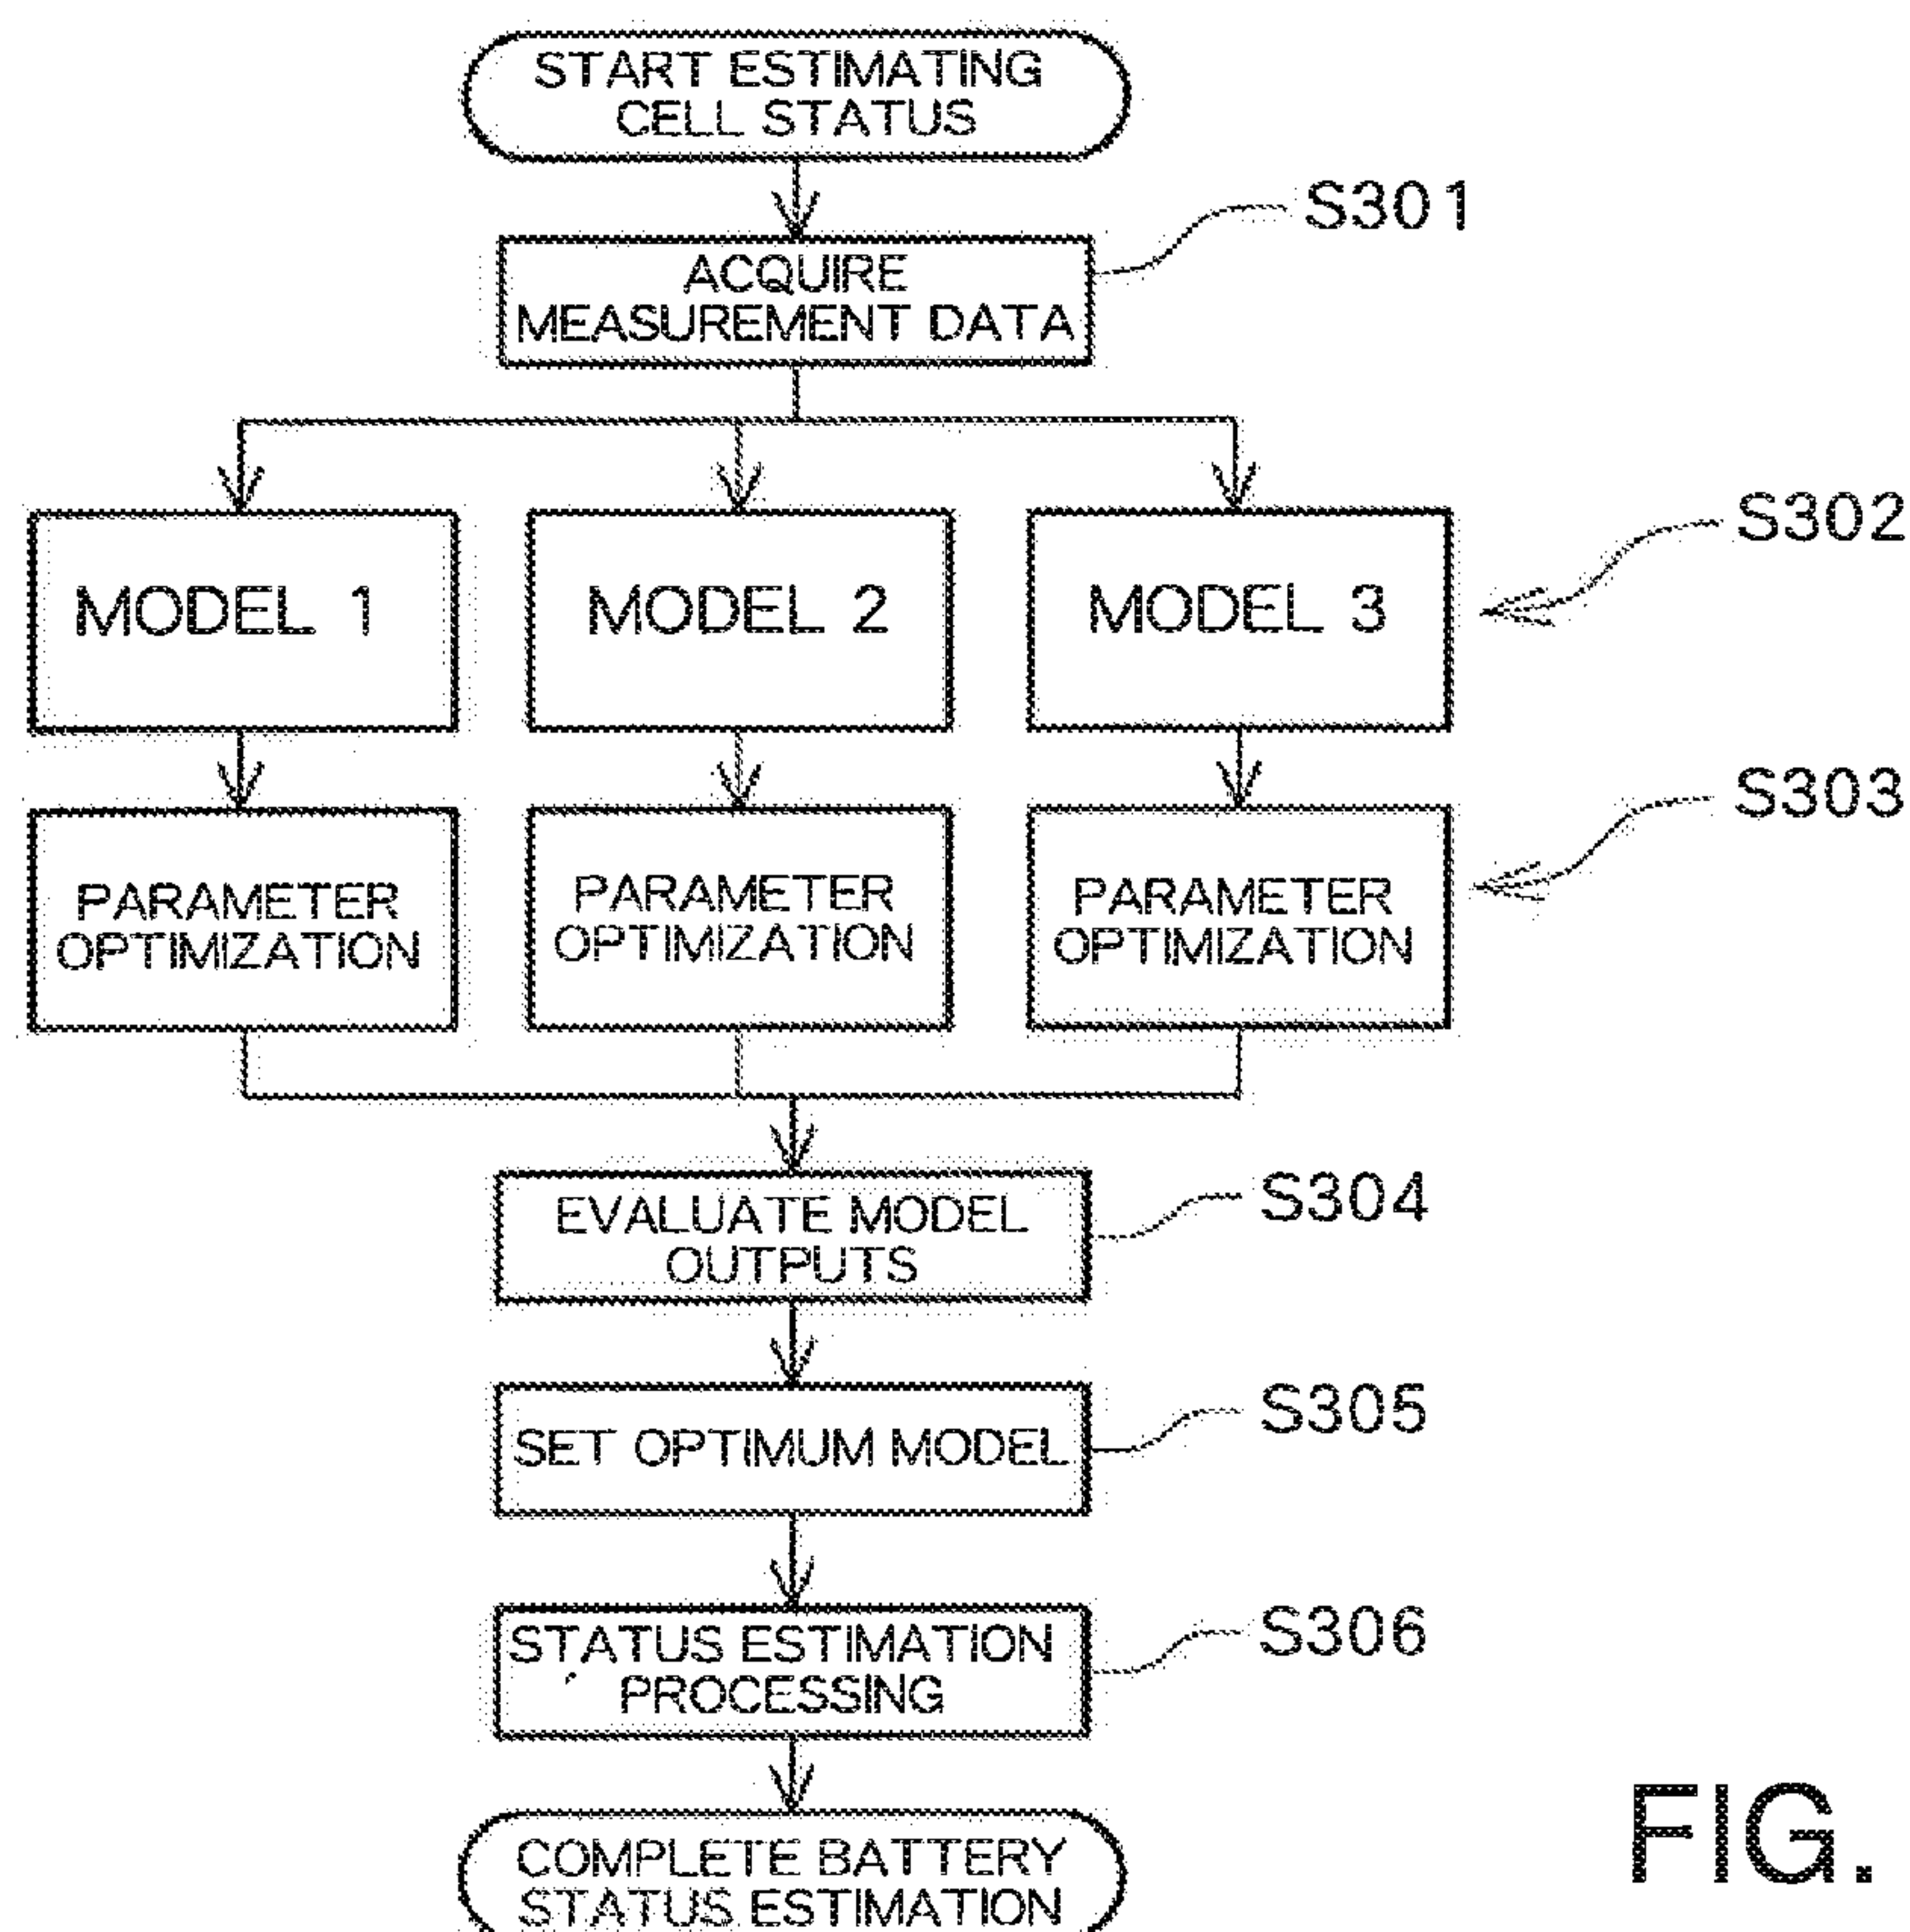 START ESTIMATING
CELL STATUS
S301
ACQUIRE
MEASUREMENT DATA
S302
MODEL 1
MODEL 2
MODEL 3
S303
PARAMETER
OPTIMIZATION
PARAMETER
OPTIMIZATION
PARAMETER
OPTIMIZATION
EVALUATE MODEL
OUTPUTS
S304
SET OPTIMUM MODEL
S305
STATUS ESTIMATION
PROCESSING
S306
COMPLETE BATTERY
STATUS ESTIMATION
FIG.